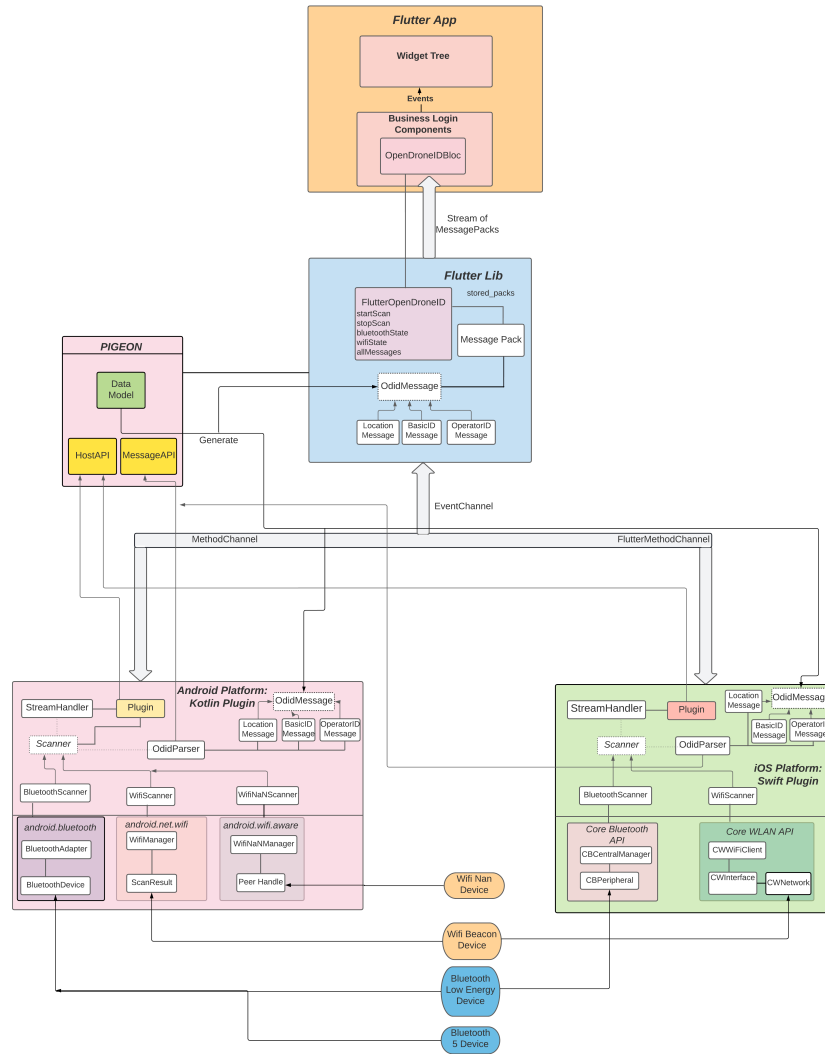 Flutter App
Widget Tree
Events
Business Login
Components
OpenDroneIDBloc
Stream of
MessagePacks
Flutter Lib
FlutterOpenDroneID
startScan
stopScan
bluetoothState
wifiState
allMessages
stored_packs
Message Pack
PIGEON
Data
Model
OdidMessage
Generate
Location
Message
BasicID
Message
OperatorID
Message
HostAPI
MessageAPI
EventChannel
MethodChannel
FlutterMethodChannel
Android Platform:
Kotlin Plugin
StreamHandler
Plugin
OdidMessage
Location
Message
BasicID
Message
OperatorID
Message
Scanner
OdidParser
BluetoothScanner
WifiScanner
WifiNaNScanner
android.bluetooth
BluetoothAdapter
BluetoothDevice
android.net.wifi
WifiManager
ScanResult
android.wifi.aware
WifiNaNManager
Peer Handle
StreamHandler
Plugin
Location
Message
OdidMessage
BasicID
Message
OperatorID
Message
Scanner
OdidParser
iOS Platform:
Swift Plugin
BluetoothScanner
WifiScanner
Core Bluetooth
API
CBCentralManager
CBPeripheral
Core WLAN API
CWWiFiClient
CWInterface
CWNetwork
Wifi Nan
Device
Wifi Beacon
Device
Bluetooth
Low Energy
Device
Bluetooth
5 Device